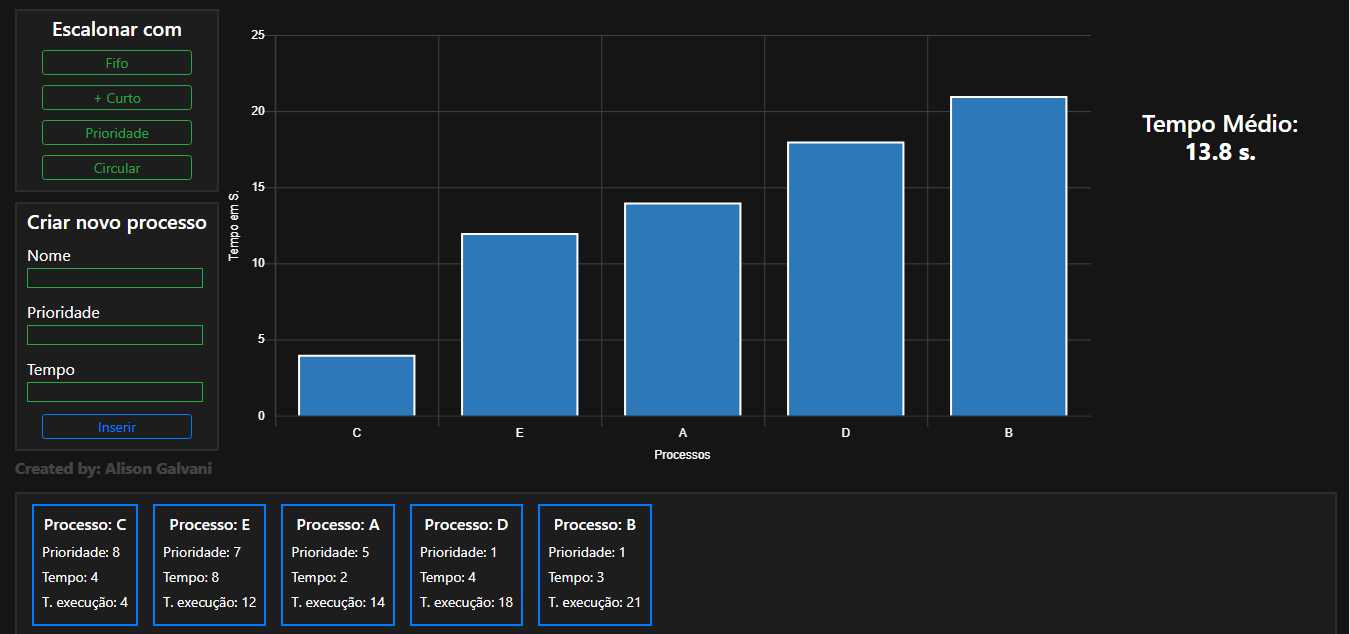 Escalonar com
Fifo
+ Curto
Prioridade
Circular
Criar novo processo
Nome
Prioridade
Tempo
Inserir
Created by: Alison Galvani
25
20
15
10
5
0
Tempo em S.
C E A D B
Processos
Tempo Médio:
13.8 s.
Processo: C
Prioridade: 8
Tempo: 4
T. execução: 4
Processo: E
Prioridade: 7
Tempo: 8
T. execução: 12
Processo: A
Prioridade: 5
Tempo: 2
T. execução: 14
Processo: D
Prioridade: 1
Tempo: 4
T. execução: 18
Processo: B
Prioridade: 1
Tempo: 3
T. execução: 21